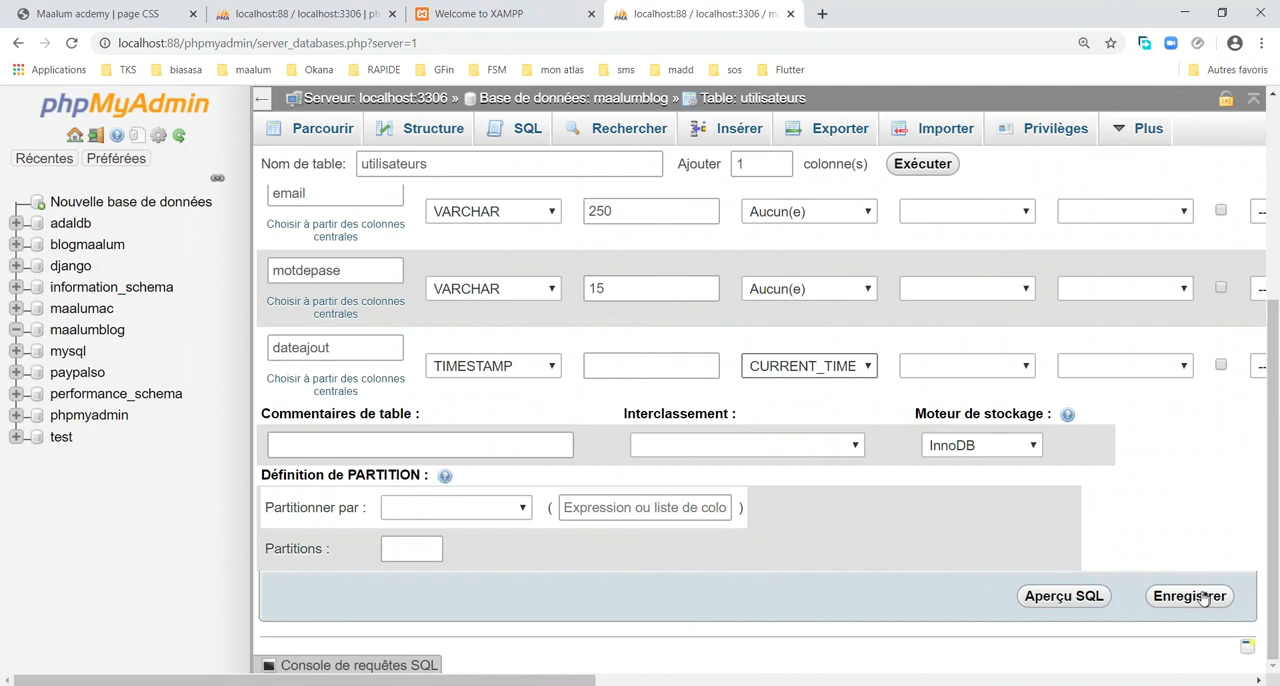 Maalum acdemy | page CSS
localhost:88 / localhost:3306 | ph
Welcome to XAMPP
localhost:88 / localhost:3306 / m
localhost:88/phpmyadmin/server_databases.php?server=1
Applications TKS biasasa maalum Okana RAPIDE GFin FSM mon atlas sms madd sos Flutter Autres favoris
phpMyAdmin
Récentes Préférées
Nouvelle base de données
adaldb
blogmaalum
django
information_schema
maalumac
maalumblog
mysql
paypalso
performance_schema
phpmyadmin
test
Serveur: localhost:3306 » Base de données: maalumblog » Table: utilisateurs
Parcourir Structure SQL Rechercher Insérer Exporter Importer Privilèges Plus
Nom de table: utilisateurs Ajouter 1 colonne(s) Exécuter
email VARCHAR 250 Aucun(e)
Choisir à partir des colonnes
centrales
motdepase VARCHAR 15 Aucun(e)
Choisir à partir des colonnes
centrales
dateajout TIMESTAMP CURRENT_TIME
Choisir à partir des colonnes
centrales
Commentaires de table : Interclassement : Moteur de stockage :
InnoDB
Définition de PARTITION :
Partitionner par : ( Expression ou liste de colo )
Partitions :
Aperçu SQL Enregistrer
Console de requêtes SQL